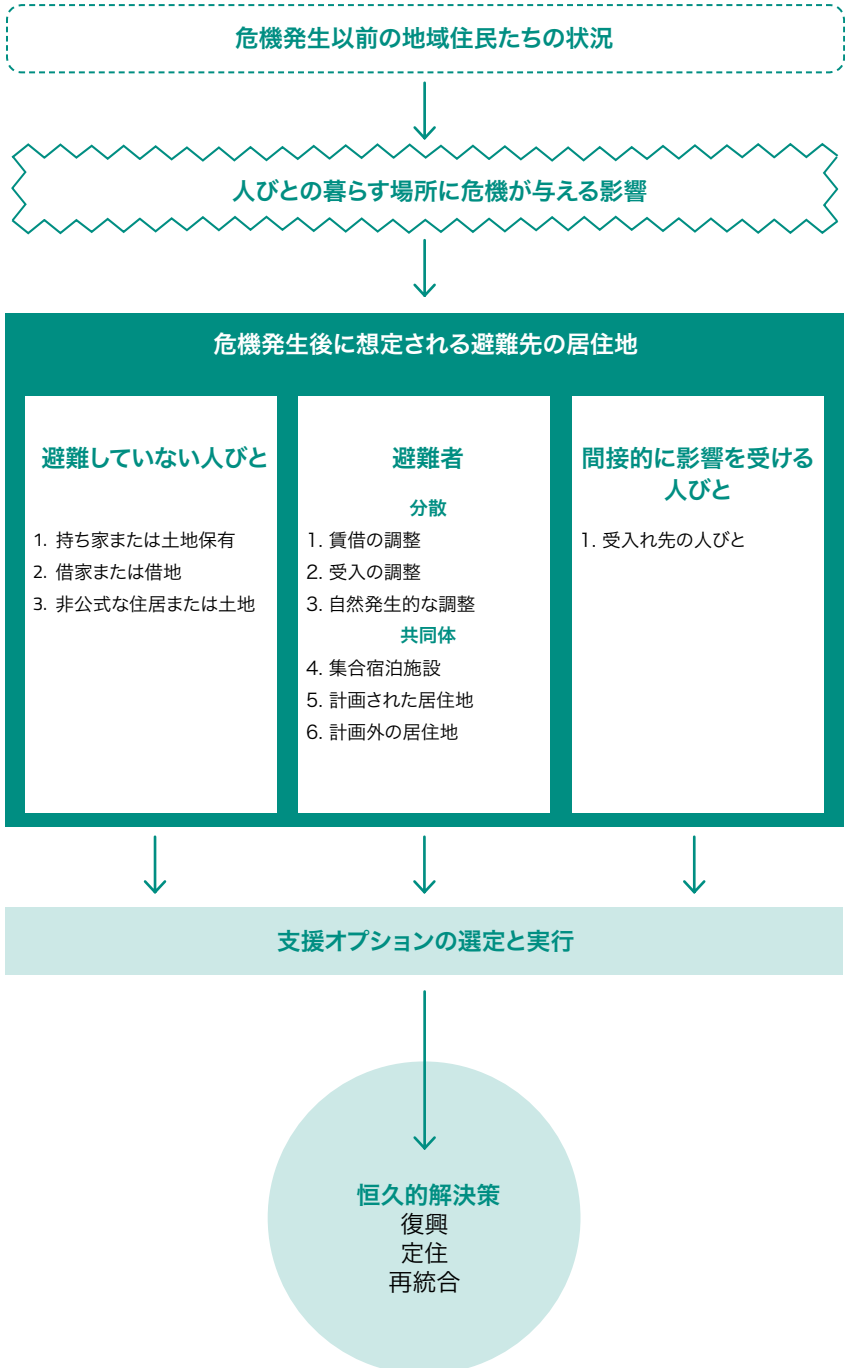 危機発生以前の地域住民たちの状況
人びとの暮らす場所に危機が与える影響
危機発生後に想定される避難先の居住地
避難していない人びと
1. 持ち家または土地保有
2. 借家または借地
3. 非公式な住居または土地
避難者
分散
1. 賃借の調整
2. 受入の調整
3. 自然発生的な調整
共同体
4. 集合宿泊施設
5. 計画された居住地
6. 計画外の居住地
間接的に影響を受ける
人びと
1. 受入れ先の人びと
支援オプションの選定と実行
恒久的解決策
復興
定住
再統合